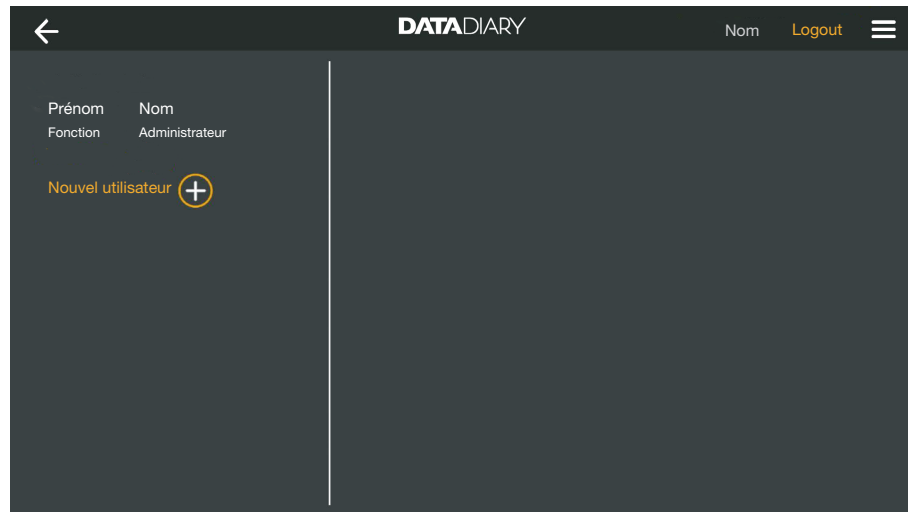 DATADIARY
Nom Logout
Prénom Nom
Fonction Administrateur
Nouvel utilisateur